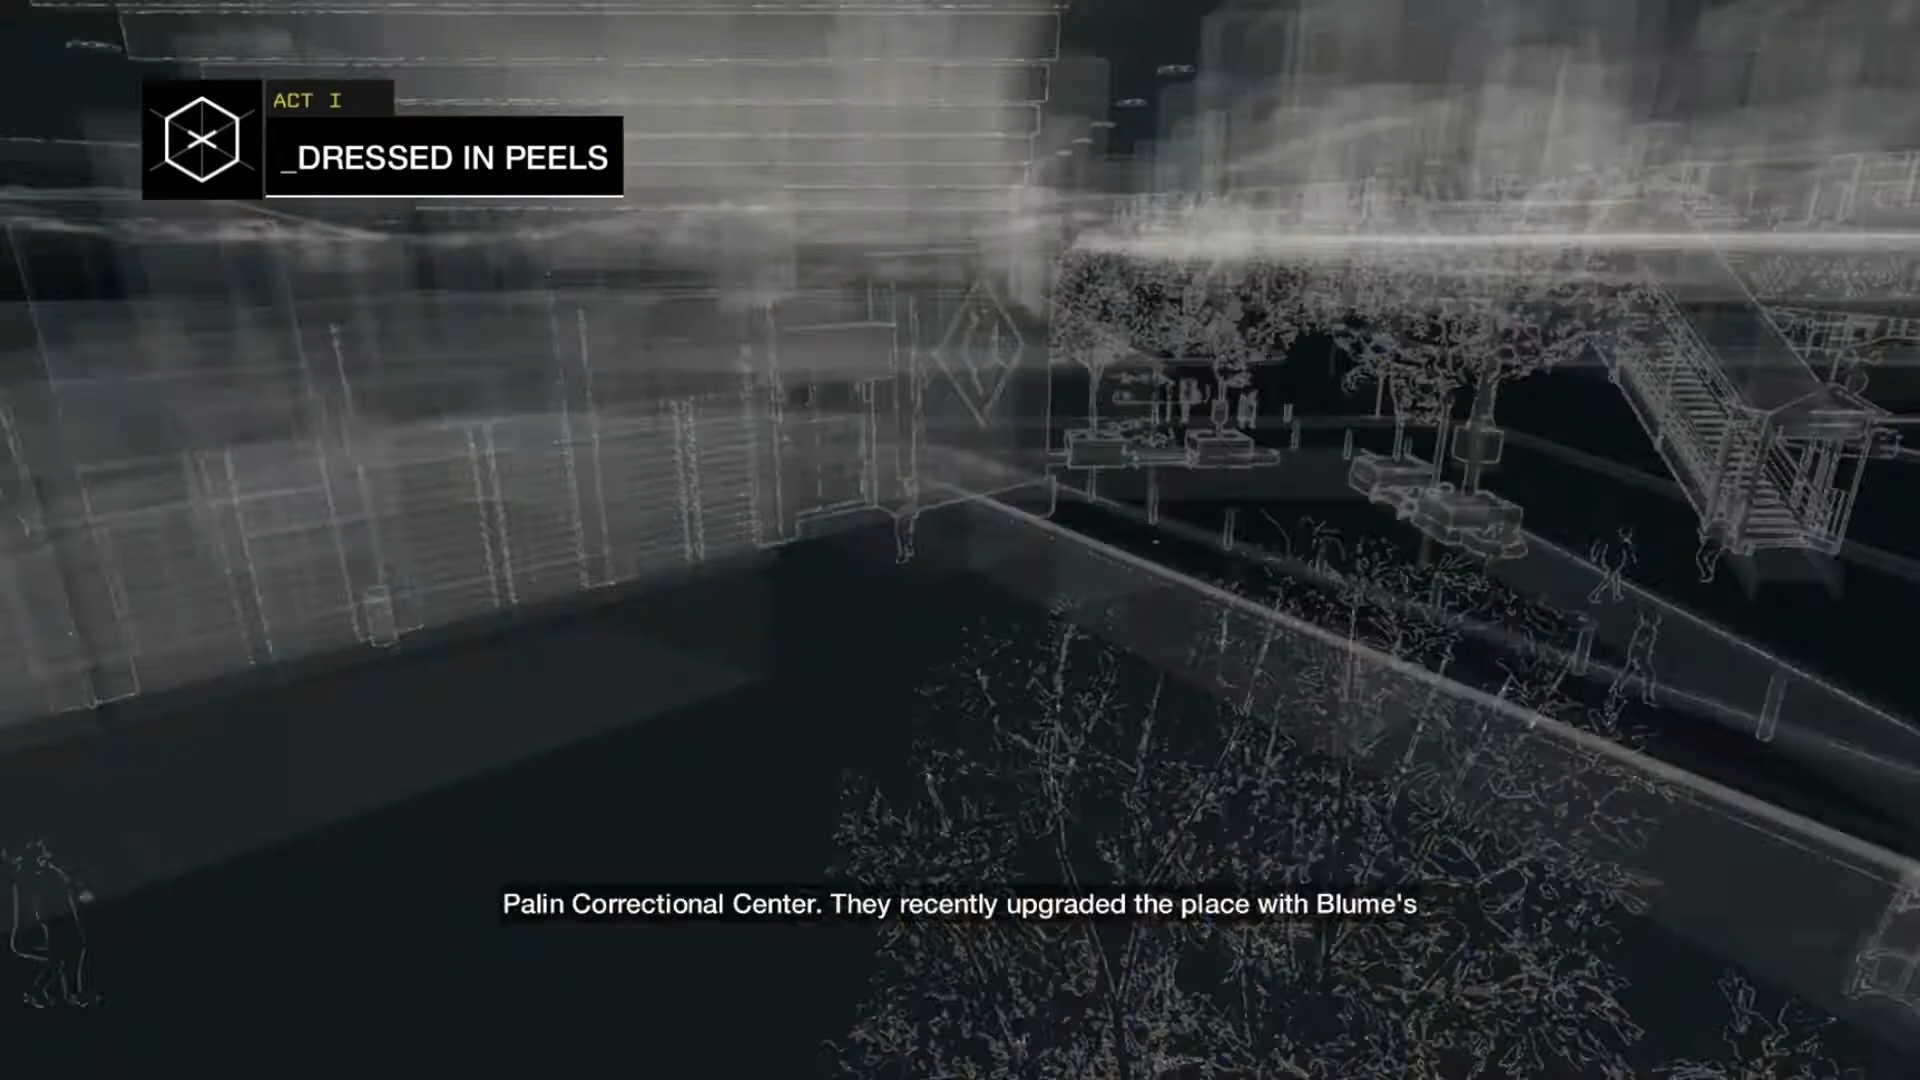 ACT I
_DRESSED IN PEELS
Palin Correctional Center. They recently upgraded the place with Blume's